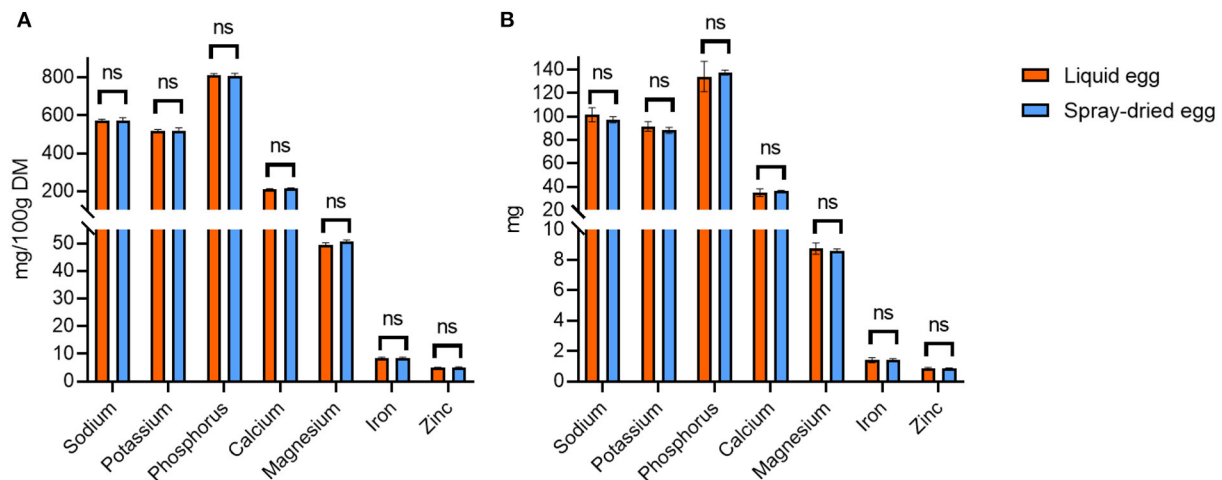 A
mg/100g DM
800
600
400
200
50
40
30
20
10
0
ns
ns
ns
ns
ns
ns
ns
Sodium
Potassium
Phosphorus
Calcium
Magnesium
Iron
Zinc
B
mg
140
120
100
80
60
40
20
10
8
6
4
2
0
ns
ns
ns
ns
ns
ns
ns
Sodium
Potassium
Phosphorus
Calcium
Magnesium
Iron
Zinc
Liquid egg
Spray-dried egg